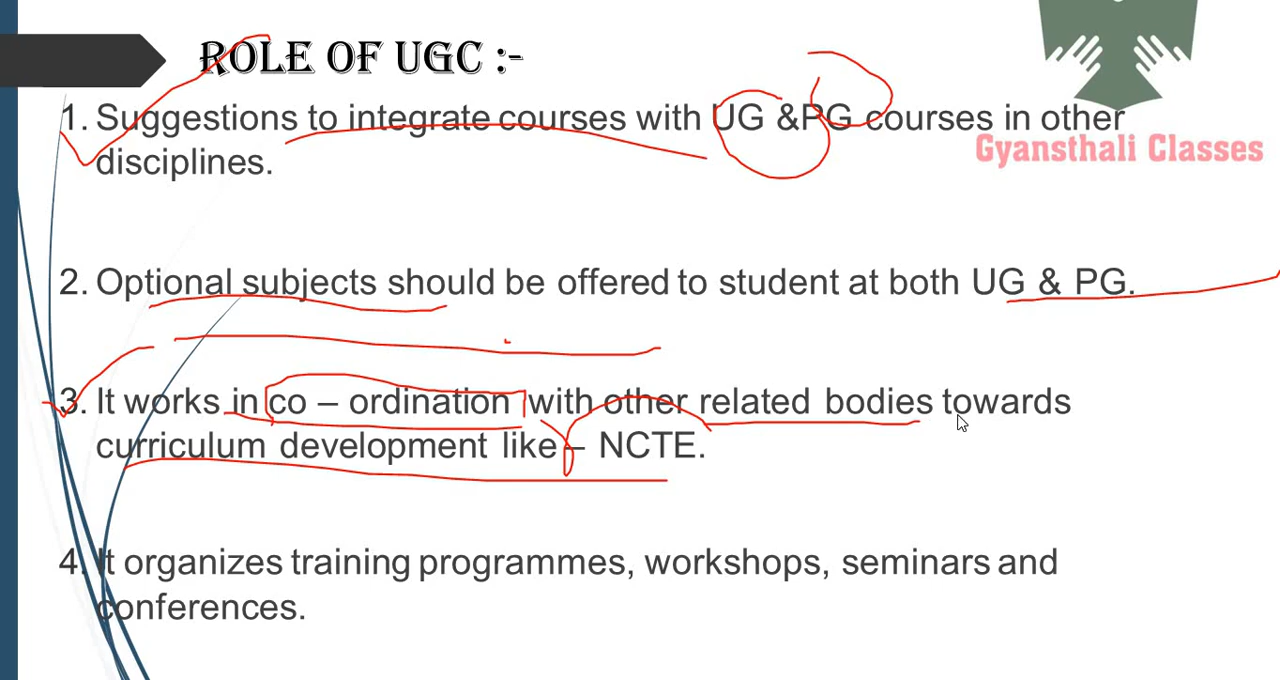 ROLE OF UGC :-
1. Suggestions to integrate courses with UG &PG courses in other
disciplines.
Gyansthali Classes
2. Optional subjects should be offered to student at both UG & PG.
3. It works in co – ordination with other related bodies towards
curriculum development like – NCTE.
4. It organizes training programmes, workshops, seminars and
conferences.